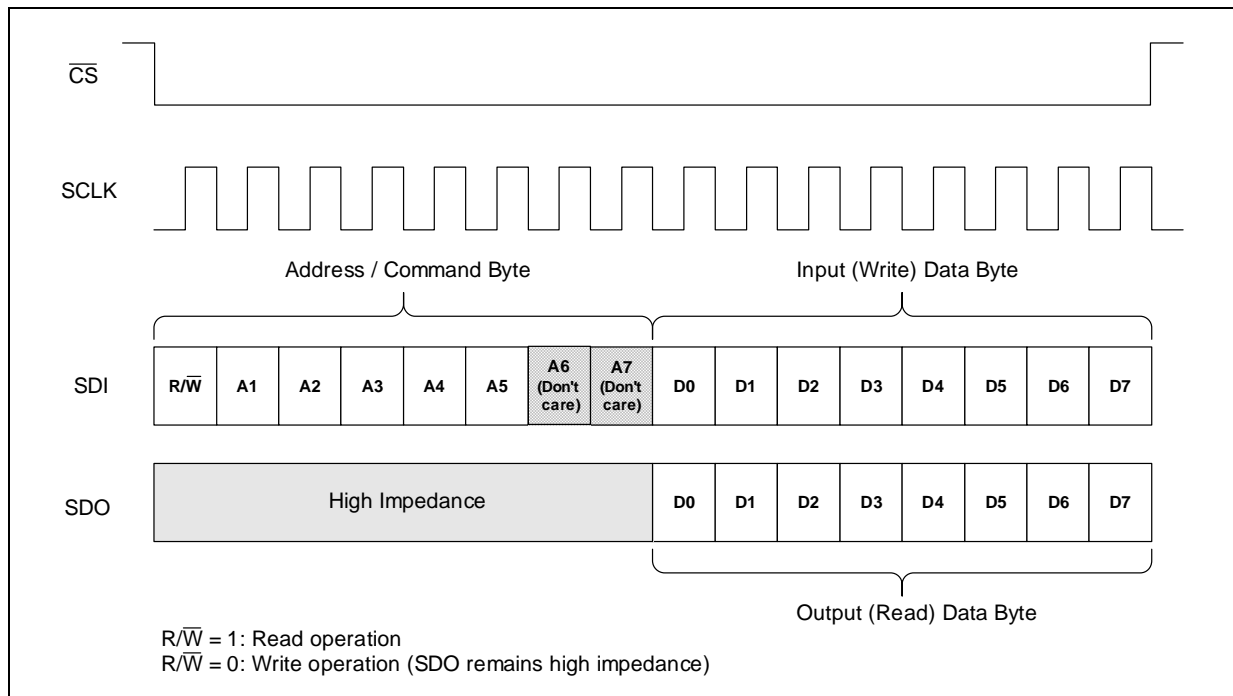 C̅S̅
SCLK
Address / Command Byte Input (Write) Data Byte
SDI R/W̅ A1 A2 A3 A4 A5 A6 (Don't care) A7 (Don't care) D0 D1 D2 D3 D4 D5 D6 D7
SDO High Impedance D0 D1 D2 D3 D4 D5 D6 D7
Output (Read) Data Byte
R/W̅ = 1: Read operation
R/W̅ = 0: Write operation (SDO remains high impedance)